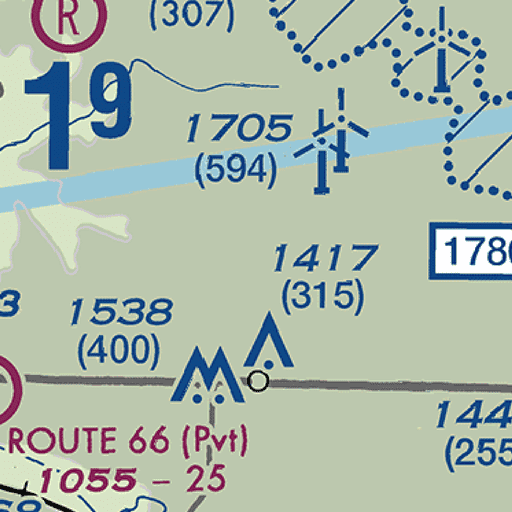 R
(307)
19
1705
(594)
1417
(315)
1538
(400)
ROUTE 66 (Pvt)
1055 – 25